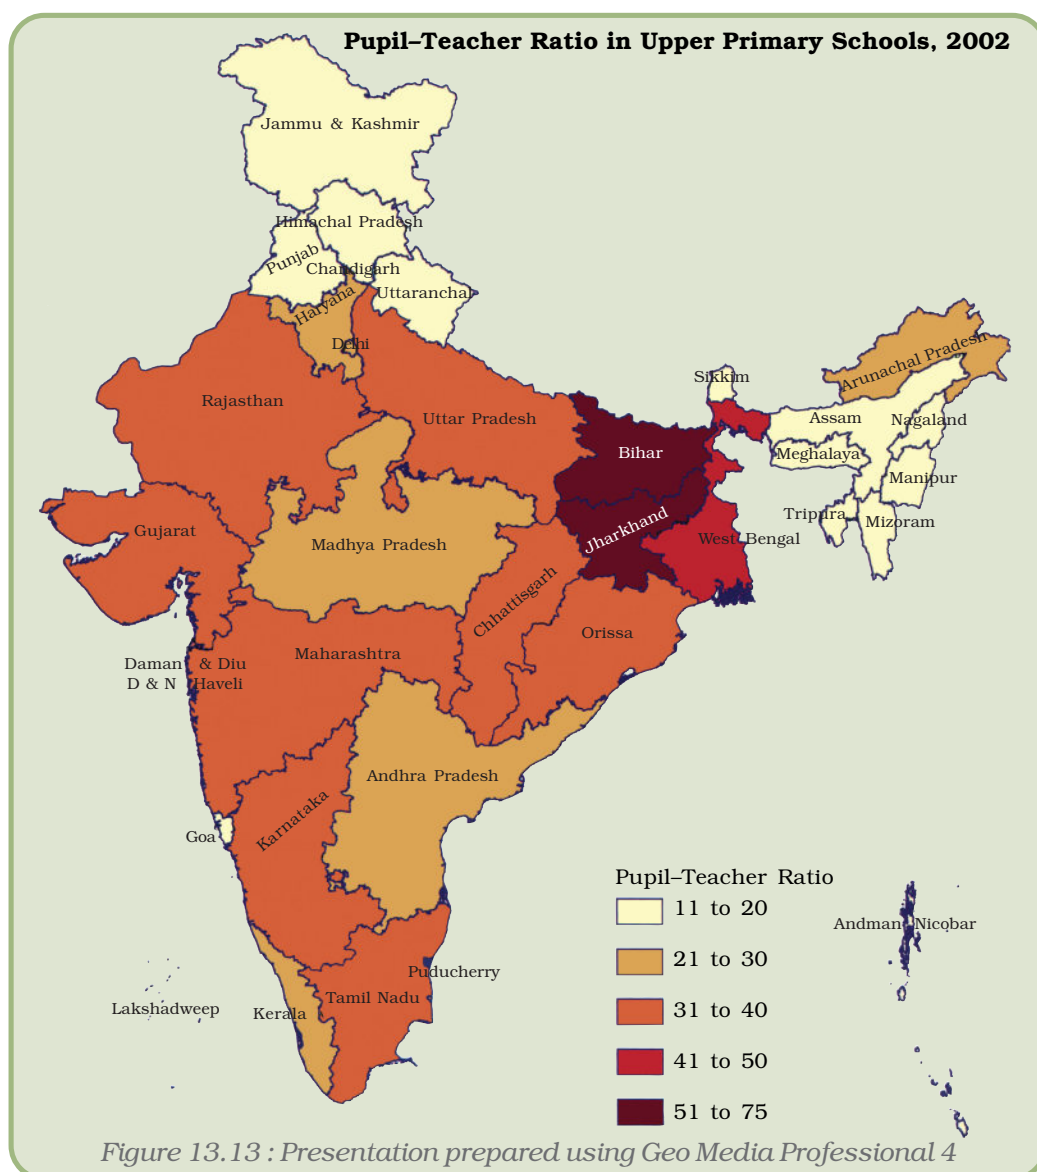 Pupil–Teacher Ratio in Upper Primary Schools, 2002
Jammu & Kashmir
Himachal Pradesh
Punjab
Chandigarh
Uttaranchal
Haryana
Delhi
Arunachal Pradesh
Sikkim
Rajasthan
Uttar Pradesh
Assam
Nagaland
Bihar
Meghalaya
Manipur
Gujarat
Tripura
Mizoram
Jharkhand
Madhya Pradesh
West Bengal
Chhattisgarh
Orissa
Maharashtra
Daman & Diu
D & N Haveli
Andhra Pradesh
Karnataka
Goa
Pupil–Teacher Ratio
11 to 20
Andman Nicobar
21 to 30
Puducherry
Tamil Nadu
Lakshadweep
Kerala
31 to 40
41 to 50
51 to 75
Figure 13.13 : Presentation prepared using Geo Media Professional 4